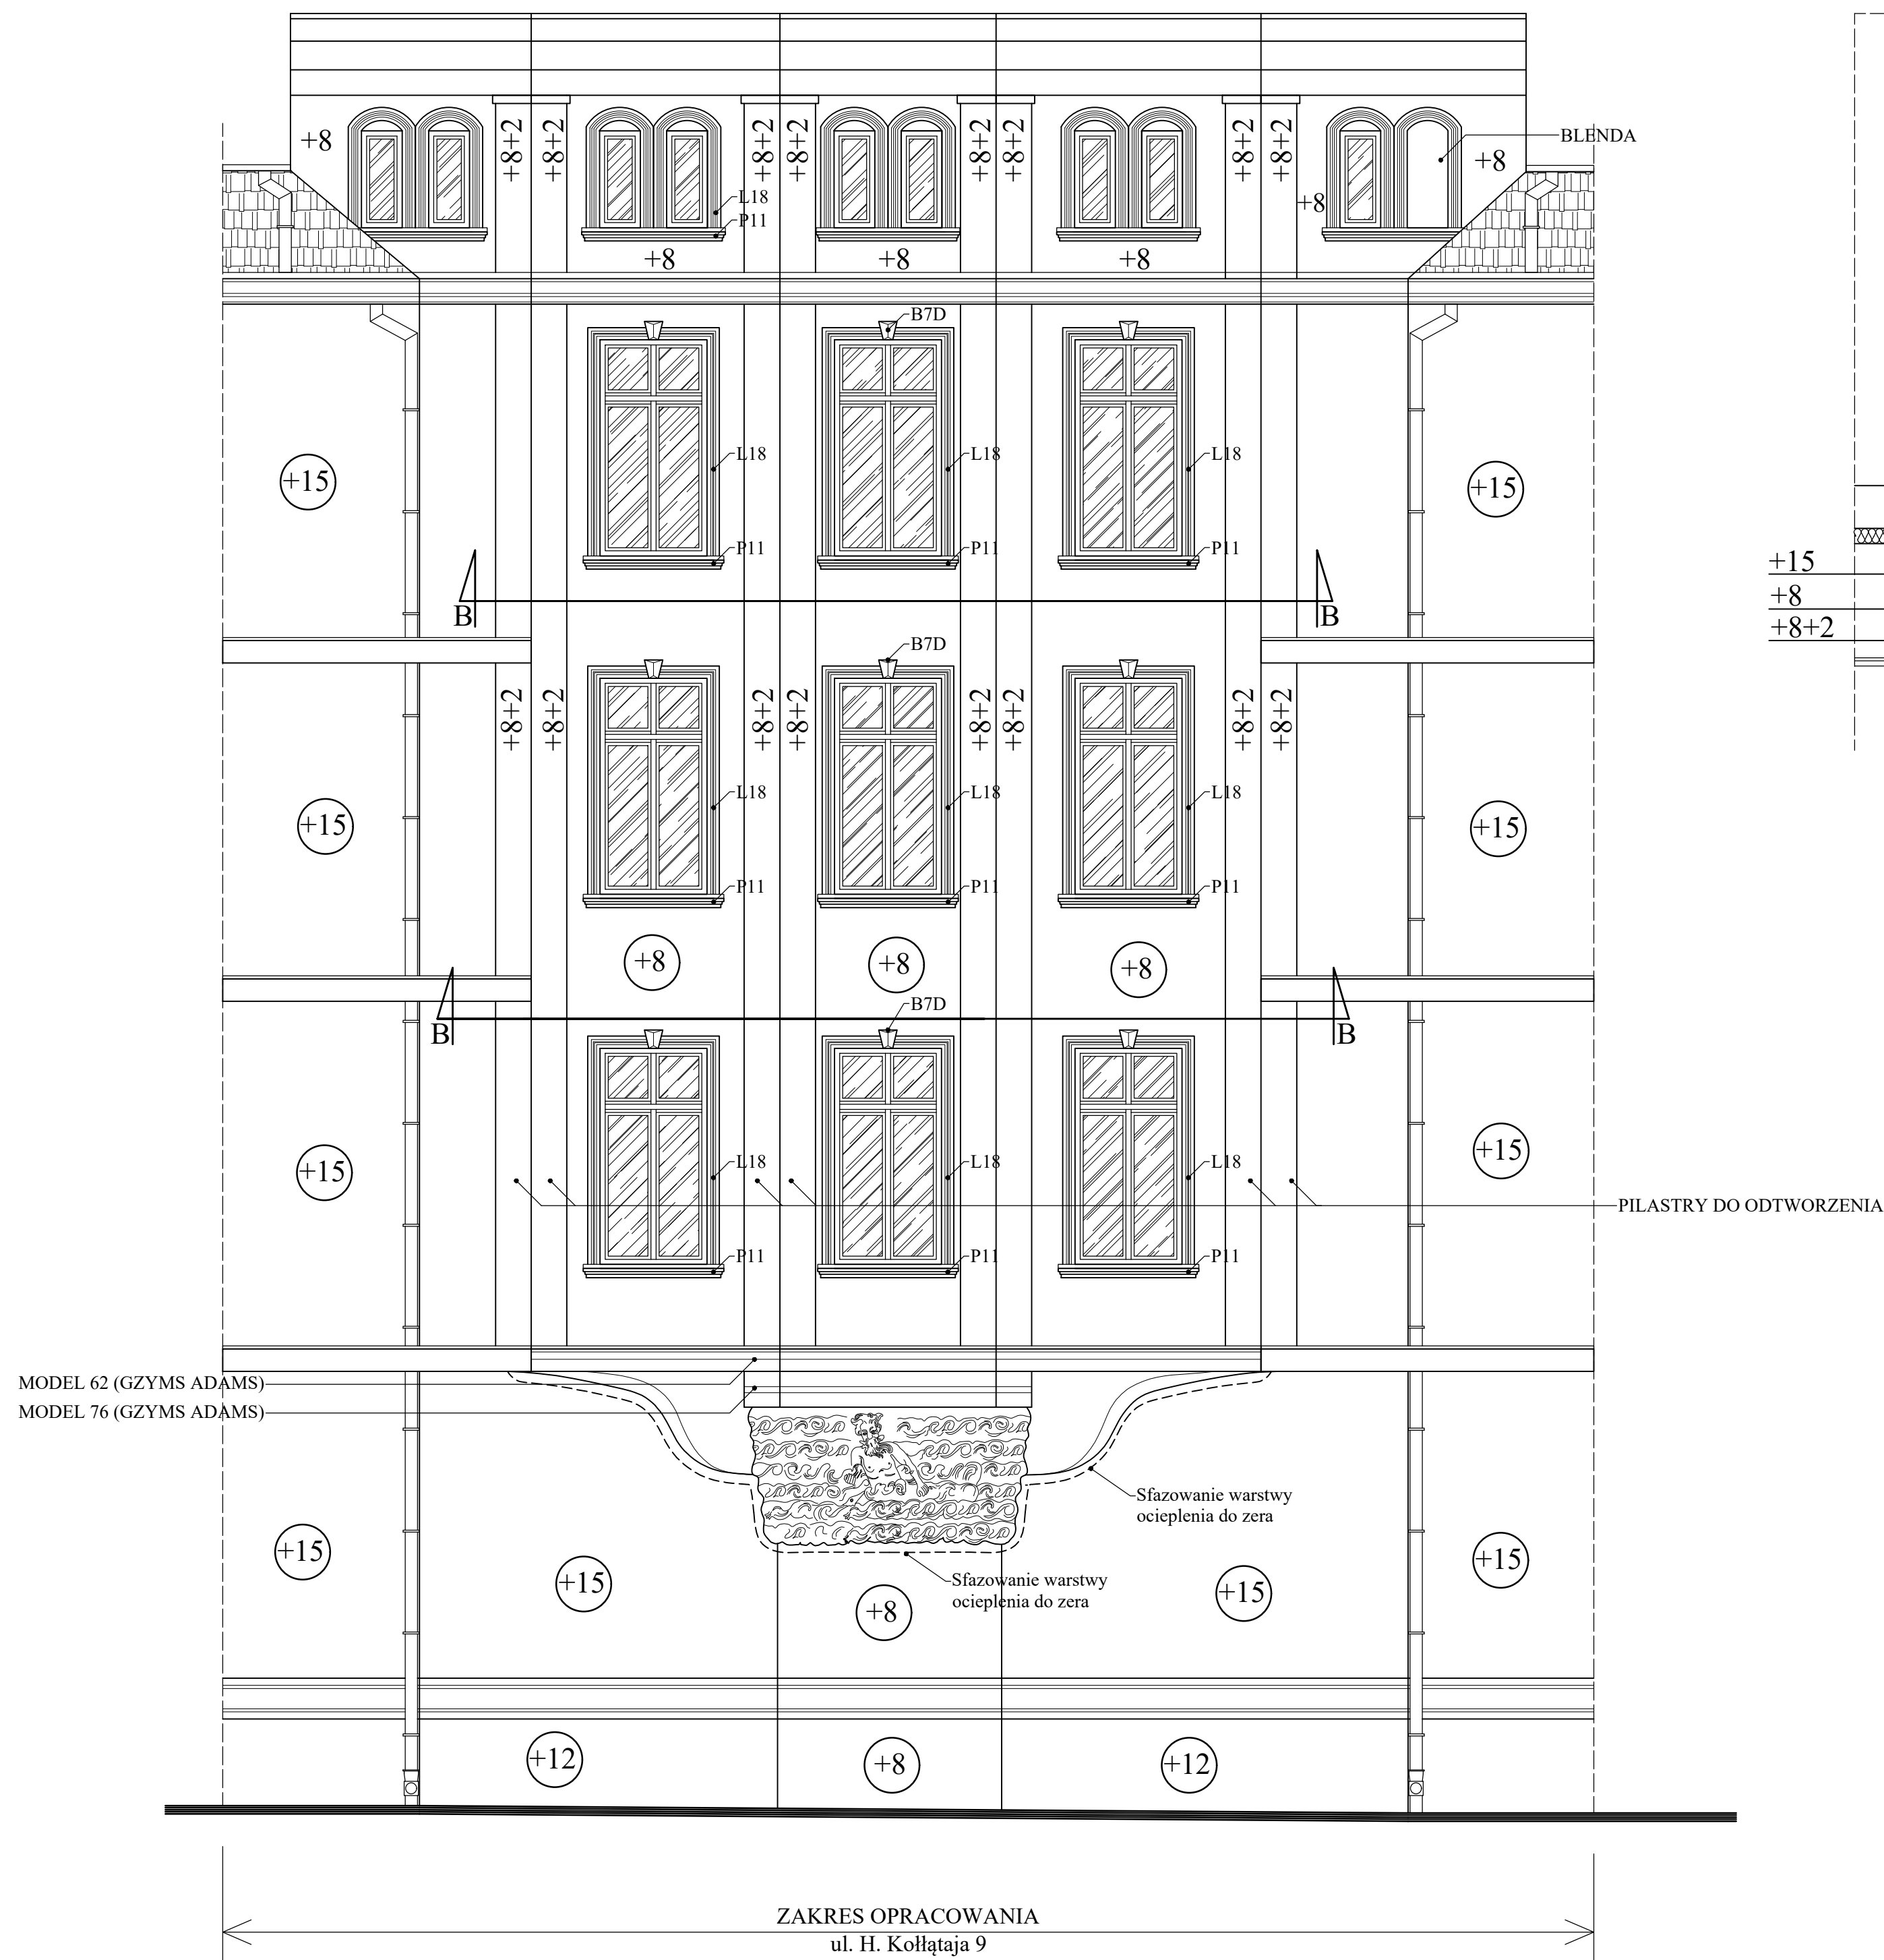 +8
+8+2
+8+2
+8+2
+8+2
+8+2
+8+2
+8+2
+8+2
BLENDA
+8
+8
L18
P11
+8
+8
+8
B7D
L18
L18
L18
+15
+15
P11
P11
P11
+15
+8
+8+2
B
B
B7D
+8+2
+8+2
+8+2
+8+2
+8+2
+8+2
+8+2
+8+2
L18
L18
L18
+15
+15
P11
P11
P11
+8
+8
+8
B7D
B
B
L18
L18
L18
+15
+15
PILASTRY DO ODTWORZENIA
P11
P11
P11
MODEL 62 (GZYMS ADAMS)
MODEL 76 (GZYMS ADAMS)
Sfazowanie warstwy
ocieplenia do zera
+15
+15
Sfazowanie warstwy
ocieplenia do zera
+15
+8
+15
+12
+8
+12
ZAKRES OPRACOWANIA
ul. H. Kołłątaja 9